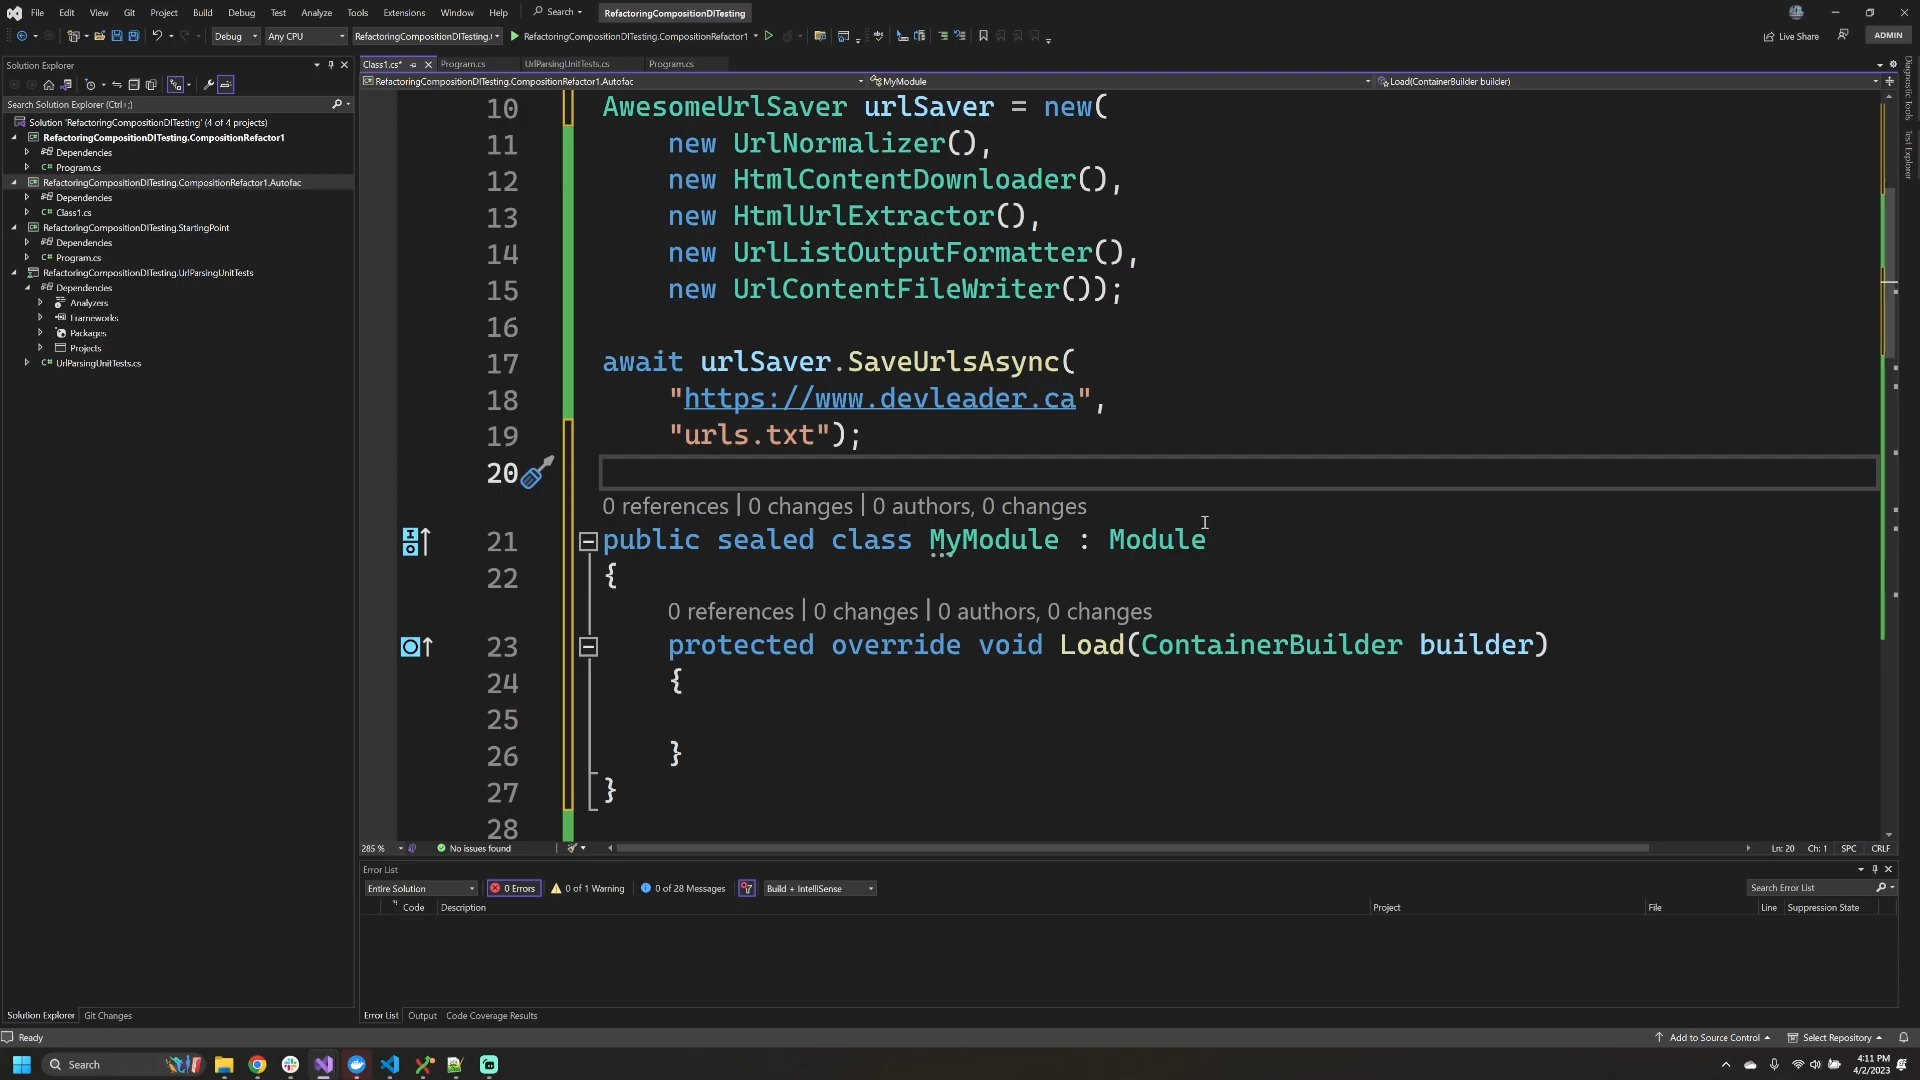 File Edit View Git Project Build Debug Test Analyze Tools Extensions Window Help Search RefactoringCompositionDITesting
Debug Any CPU RefactoringCompositionDITesting. RefactoringCompositionDITesting.CompositionRefactor1 Live Share ADMIN
Solution Explorer
Search Solution Explorer (Ctrl+;)
Solution 'RefactoringCompositionDITesting' (4 of 4 projects)
RefactoringCompositionDITesting.CompositionRefactor1
Dependencies
C# Program.cs
RefactoringCompositionDITesting.CompositionRefactor1.Autofac
Dependencies
C# Class1.cs
RefactoringCompositionDITesting.StartingPoint
Dependencies
C# Program.cs
RefactoringCompositionDITesting.UrlParsingUnitTests
Dependencies
Analyzers
Frameworks
Packages
Projects
C# UrlParsingUnitTests.cs
Solution Explorer Git Changes
Class1.cs* Program.cs UrlParsingUnitTests.cs Program.cs
RefactoringCompositionDITesting.CompositionRefactor1.Autofac MyModule Load(ContainerBuilder builder)
10 AwesomeUrlSaver urlSaver = new(
11 new UrlNormalizer(),
12 new HtmlContentDownloader(),
13 new HtmlUrlExtractor(),
14 new UrlListOutputFormatter(),
15 new UrlContentFileWriter());
16
17 await urlSaver.SaveUrlsAsync(
18 "https://www.devleader.ca",
19 "urls.txt");
20
0 references | 0 changes | 0 authors, 0 changes
21 public sealed class MyModule : Module
22 {
0 references | 0 changes | 0 authors, 0 changes
23 protected override void Load(ContainerBuilder builder)
24 {
25
26 }
27 }
28
285 % No issues found Ln: 20 Ch: 1 SPC CRLF
Error List
Entire Solution 0 Errors 0 of 1 Warning 0 of 28 Messages Build + IntelliSense Search Error List
Code Description Project File Line Suppression State
Error List Output Code Coverage Results
Diagnostic Tools
Test Explorer
Ready Add to Source Control Select Repository
Search
4:11 PM
4/2/2023